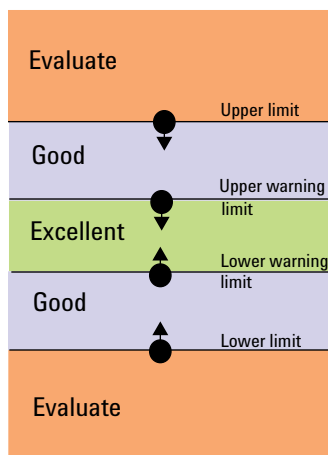 Evaluate
Upper limit
Good
Upper warning
limit
Excellent
Lower warning
limit
Good
Lower limit
Evaluate